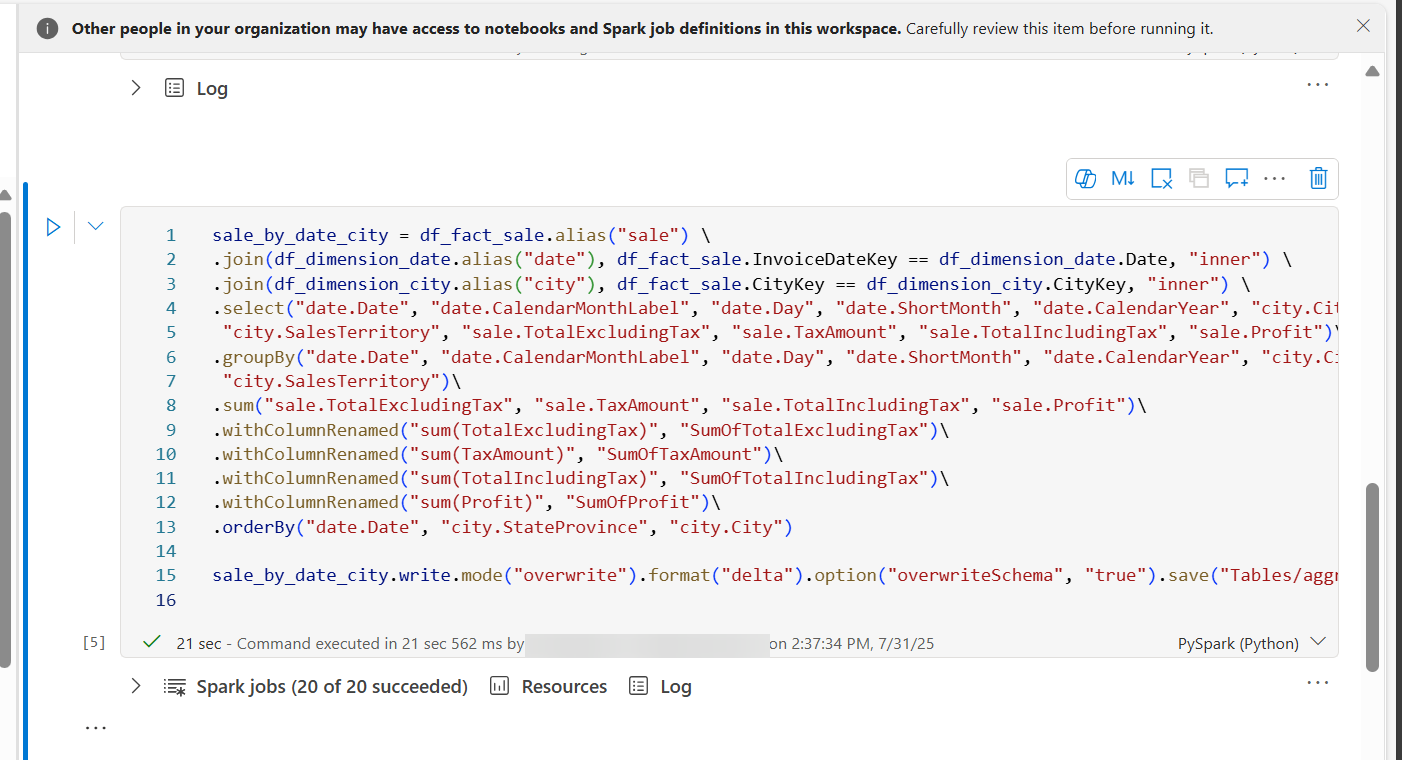 Other people in your organization may have access to notebooks and Spark job definitions in this workspace. Carefully review this item before running it.
Log
M↓
1 sale_by_date_city = df_fact_sale.alias("sale") \
2 .join(df_dimension_date.alias("date"), df_fact_sale.InvoiceDateKey == df_dimension_date.Date, "inner") \
3 .join(df_dimension_city.alias("city"), df_fact_sale.CityKey == df_dimension_city.CityKey, "inner") \
4 .select("date.Date", "date.CalendarMonthLabel", "date.Day", "date.ShortMonth", "date.CalendarYear", "city.Cit
5 "city.SalesTerritory", "sale.TotalExcludingTax", "sale.TaxAmount", "sale.TotalIncludingTax", "sale.Profit")\
6 .groupBy("date.Date", "date.CalendarMonthLabel", "date.Day", "date.ShortMonth", "date.CalendarYear", "city.Ci
7 "city.SalesTerritory")\
8 .sum("sale.TotalExcludingTax", "sale.TaxAmount", "sale.TotalIncludingTax", "sale.Profit")\
9 .withColumnRenamed("sum(TotalExcludingTax)", "SumOfTotalExcludingTax")\
10 .withColumnRenamed("sum(TaxAmount)", "SumOfTaxAmount")\
11 .withColumnRenamed("sum(TotalIncludingTax)", "SumOfTotalIncludingTax")\
12 .withColumnRenamed("sum(Profit)", "SumOfProfit")\
13 .orderBy("date.Date", "city.StateProvince", "city.City")
14
15 sale_by_date_city.write.mode("overwrite").format("delta").option("overwriteSchema", "true").save("Tables/aggr
16
[5] 21 sec - Command executed in 21 sec 562 ms by on 2:37:34 PM, 7/31/25 PySpark (Python)
Spark jobs (20 of 20 succeeded) Resources Log